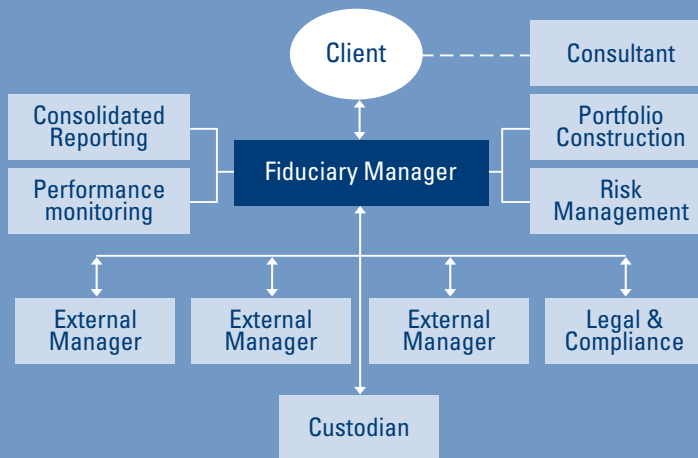 Client
Consultant
Consolidated
Reporting
Portfolio
Construction
Fiduciary Manager
Performance
monitoring
Risk
Management
External
Manager
External
Manager
External
Manager
Legal &
Compliance
Custodian